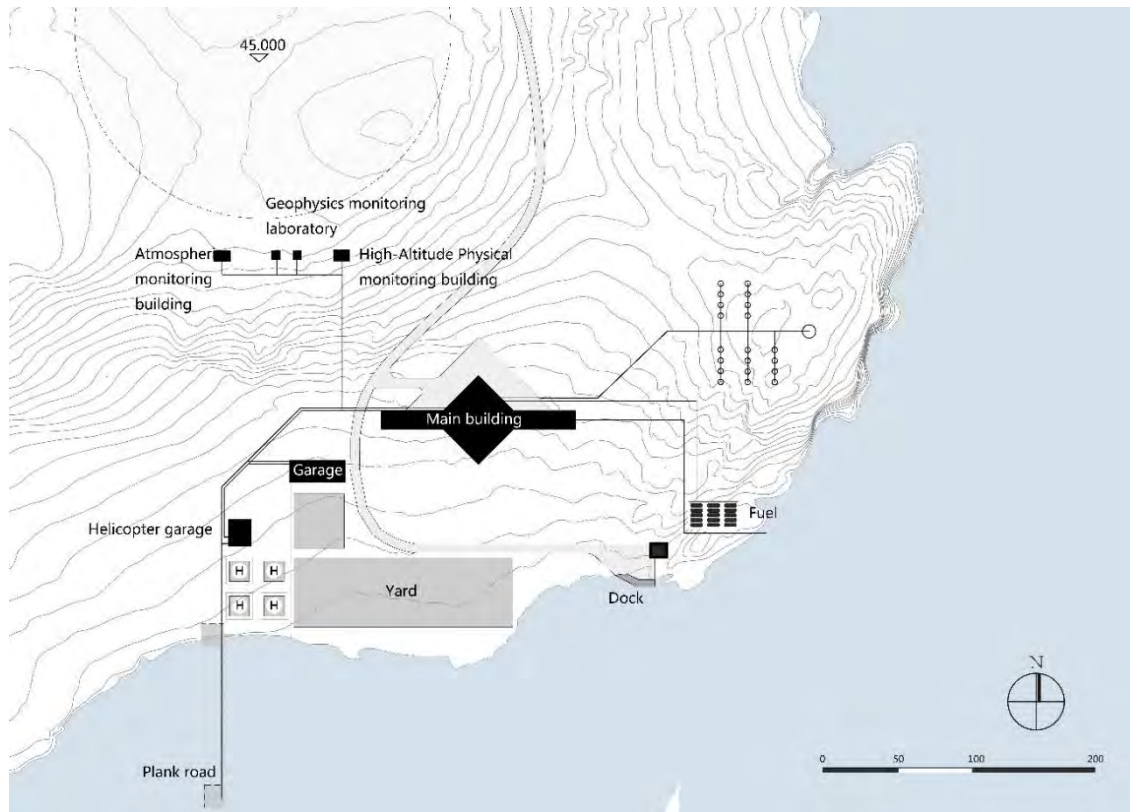 45.000
Geophysics monitoring
laboratory
Atmosphere
monitoring
building
High-Altitude Physical
monitoring building
Main building
Garage
Helicopter garage
Fuel
H H
H H
Yard
Dock
N
0 50 100 200
Plank road